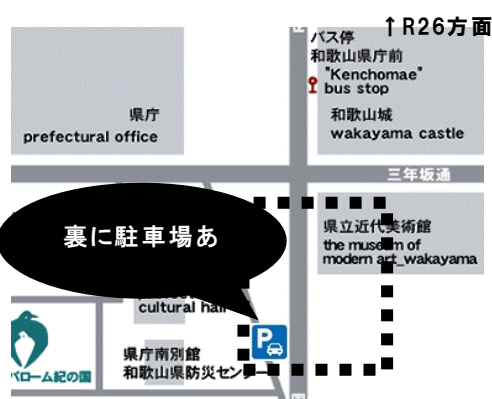 ↑R26方面
バス停
和歌山県庁前
"Kenchomae"
bus stop
県庁
prefectural office
和歌山城
wakayama castle
三年坂通
裏に駐車場あ
県立近代美術館
the museum of
modern art_wakayama
cultural hall
P
県庁南別館
和歌山県防災センター
バローム紀の国